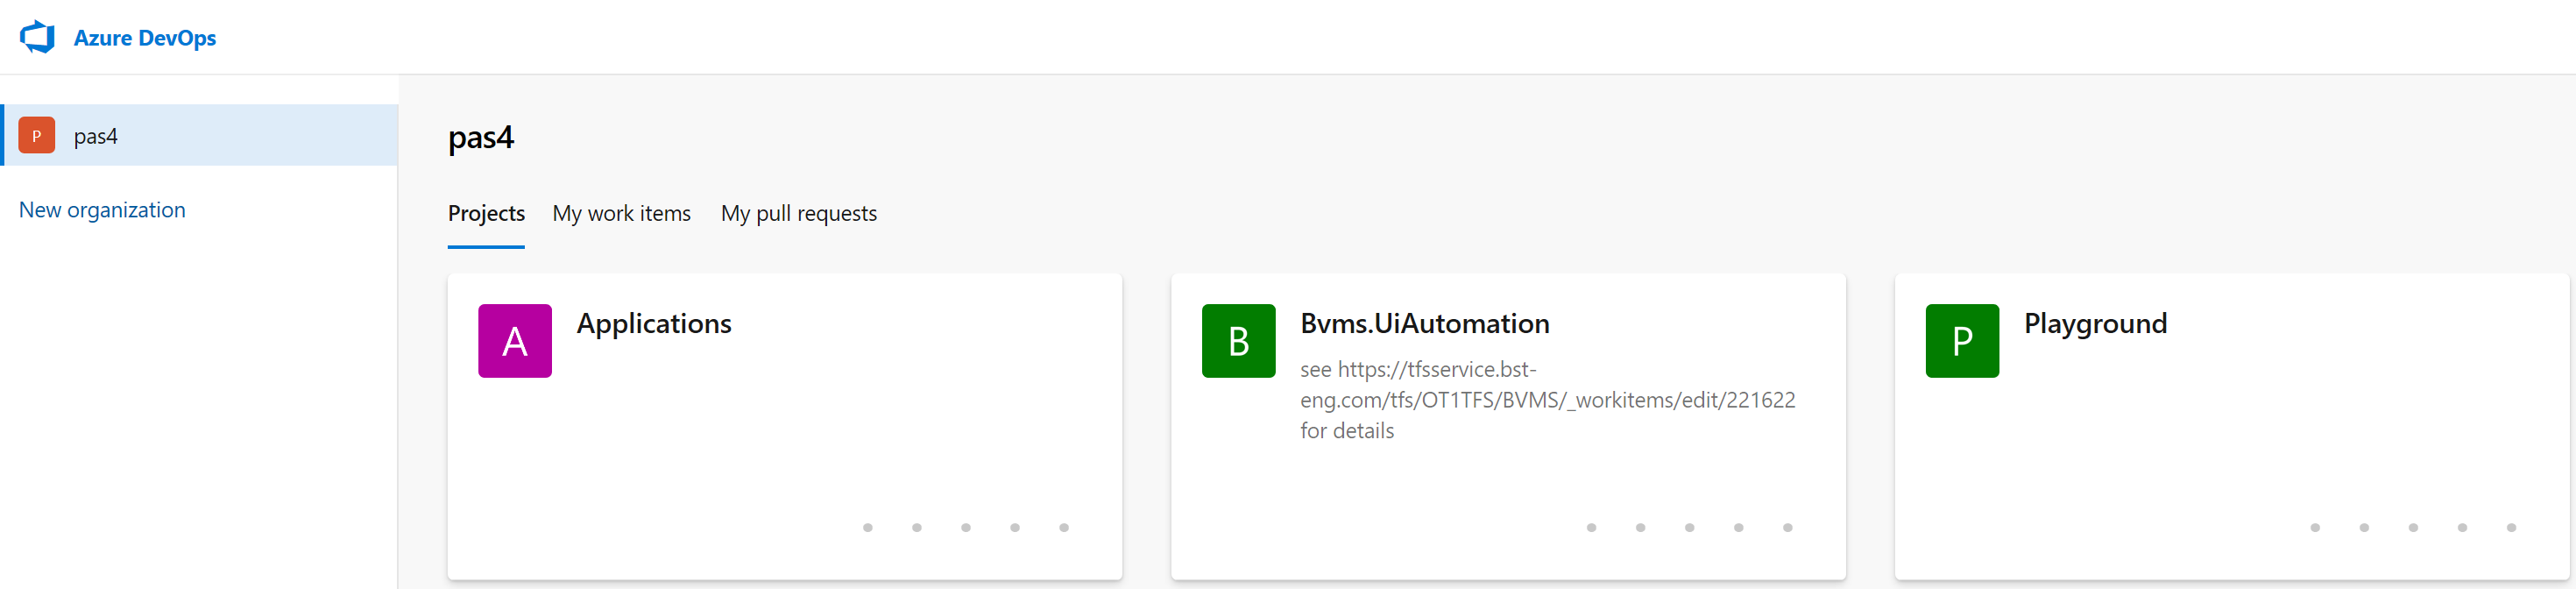 Azure DevOps
P pas4
New organization
pas4
Projects My work items My pull requests
A Applications
B Bvms.UiAutomation
see https://tfsservice.bst-
eng.com/tfs/OT1TFS/BVMS/_workitems/edit/221622
for details
P Playground